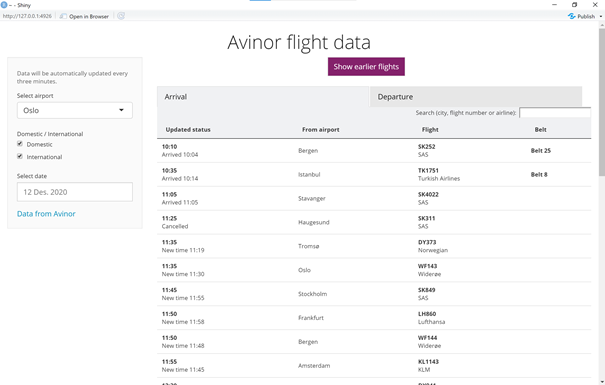 ~ - Shiny
http://127.0.0.1:4926
Open in Browser
Publish
Avinor flight data
Show earlier flights
Data will be automatically updated every
three minutes.
Select airport
Oslo
Domestic / International
Domestic
International
Select date
12 Des. 2020
Data from Avinor
Arrival
Departure
Search (city, flight number or airline):
Updated status From airport Flight Belt
10:10 SK252
Bergen Belt 25
Arrived 10:04 SAS
10:35 TK1751
Istanbul Belt 8
Arrived 10:14 Turkish Airlines
11:05 SK4022
Stavanger
Arrived 11:05 SAS
11:25 SK311
Haugesund
Cancelled SAS
11:35 DY373
Tromsø
New time 11:19 Norwegian
11:35 WF143
Oslo
New time 11:30 Widerøe
11:45 SK849
Stockholm
New time 11:55 SAS
11:50 LH860
Frankfurt
New time 11:58 Lufthansa
11:50 WF144
Bergen
New time 11:48 Widerøe
11:55 KL1143
Amsterdam
New time 11:45 KLM